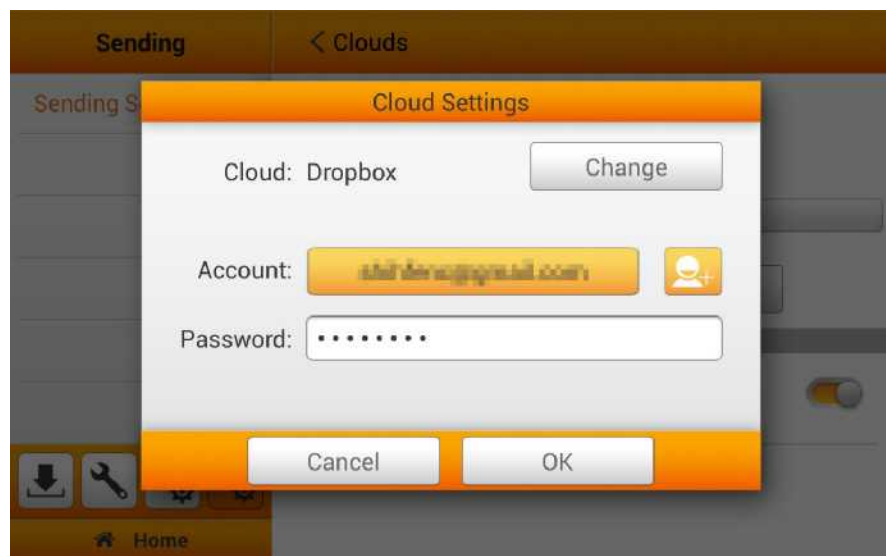 Sending
< Clouds
Sending S
Cloud Settings
Cloud: Dropbox
Change
Account:
Password: ••••••••
Cancel
OK
Home